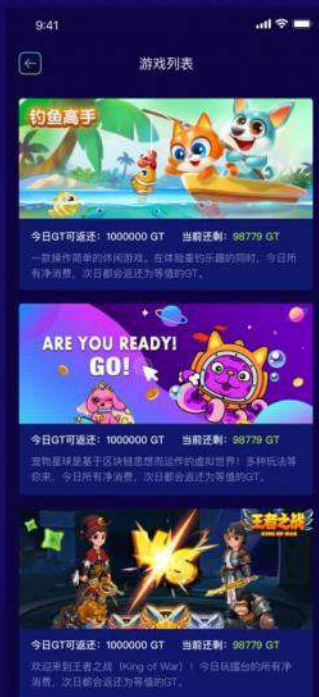 9:41
游戏列表
钓鱼高手
今日GT可返还：1000000 GT 当前还剩：98779 GT
一款操作简单的休闲游戏。在体验垂钓乐趣的同时，今日所
有净消费，次日都会返还为等值的GT。
ARE YOU READY!
GO!
今日GT可返还：1000000 GT 当前还剩：98779 GT
宠物星球是基于区块链思想而运作的虚拟世界！多种玩法等
你来，今日所有净消费，次日都会返还为等值的GT。
王者之战
KING OF WAR
VS
今日GT可返还：1000000 GT 当前还剩：98779 GT
欢迎来到王者之战（King of War）！今日玩擂台的所有净
消费，次日都会返还为等值的GT。